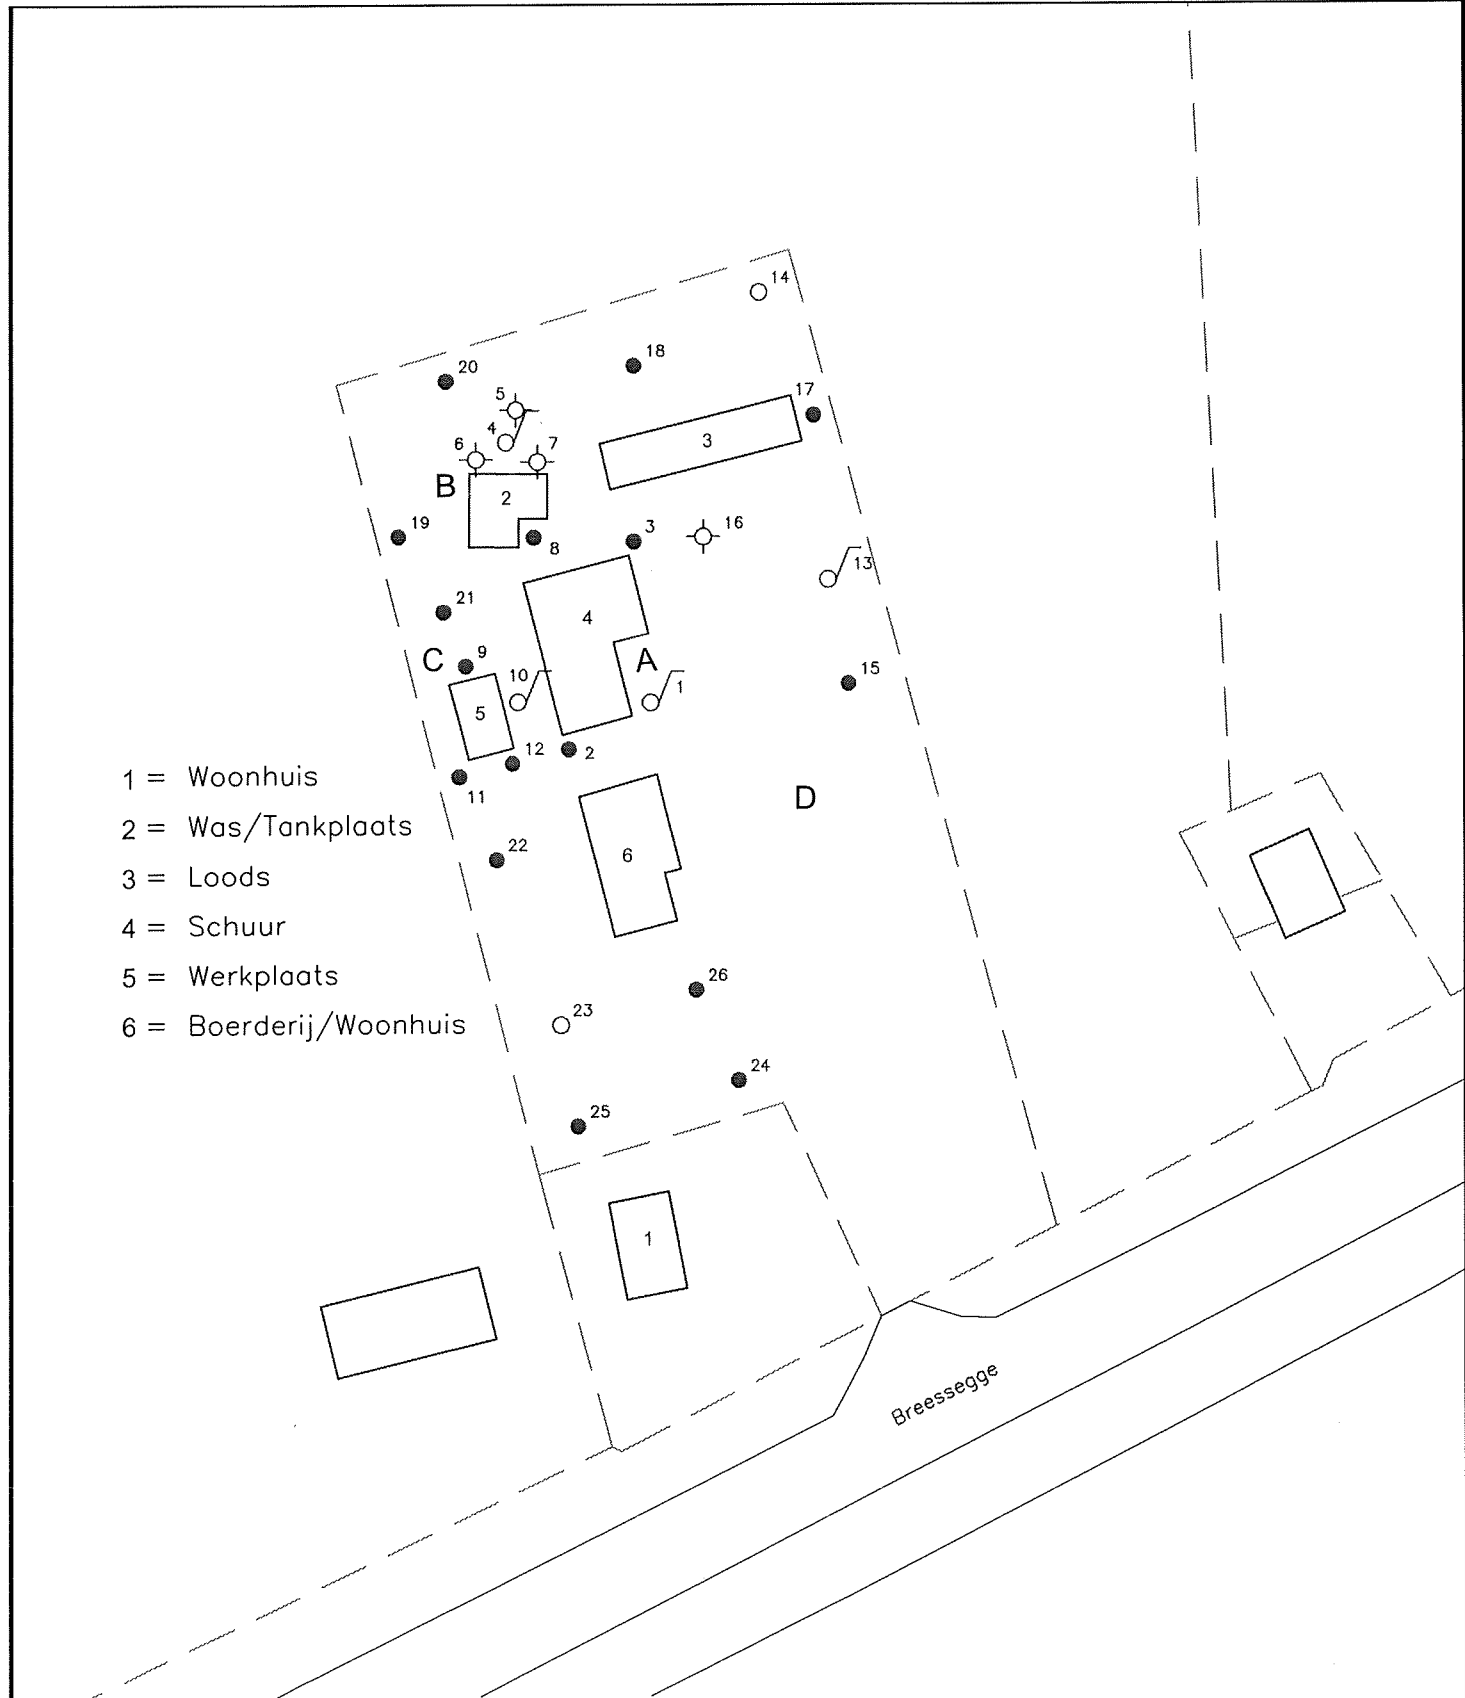 14
20
18
5
17
4
6
7
3
B
2
19
3
16
8
13
21
4
C
9
A
10
15
1
5
12
2
1 = Woonhuis
11
D
2 = Was/Tankplaats
22
6
3 = Loods
4 = Schuur
5 = Werkplaats
26
23
6 = Boerderij/Woonhuis
24
25
1
Breessegge